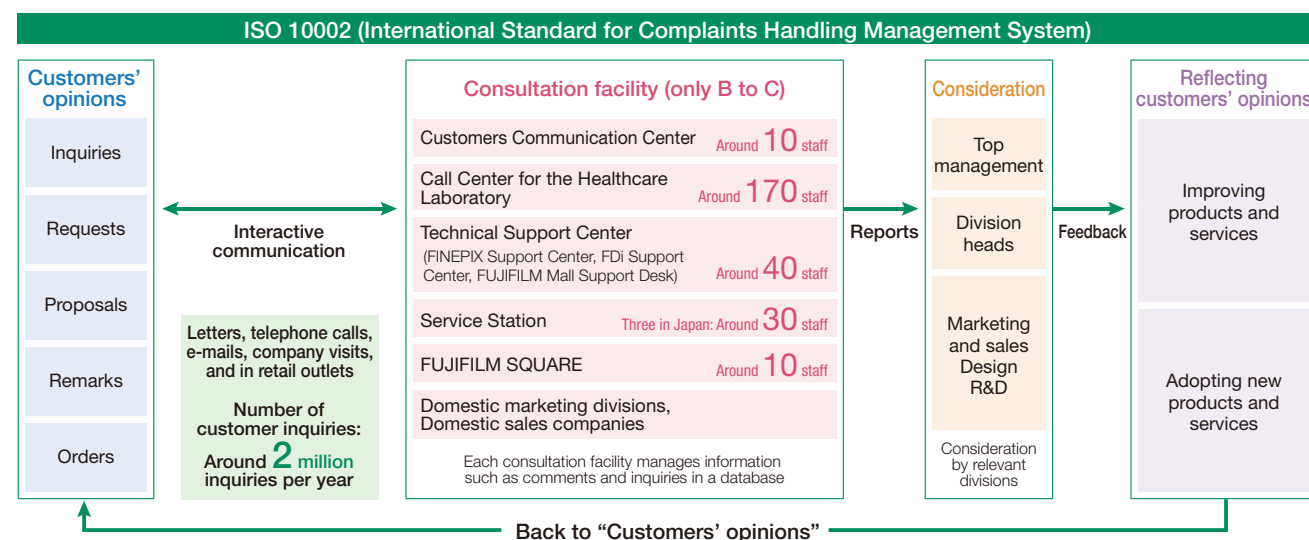 ISO 10002 (International Standard for Complaints Handling Management System)
Customers'
opinions
Inquiries
Requests
Proposals
Remarks
Orders
Interactive
communication
Letters, telephone calls,
e-mails, company visits,
and in retail outlets
Number of
customer inquiries:
Around 2 million
inquiries per year
Consultation facility (only B to C)
Customers Communication Center Around 10 staff
Call Center for the Healthcare
Laboratory Around 170 staff
Technical Support Center
(FINEPIX Support Center, FDi Support
Center, FUJIFILM Mall Support Desk) Around 40 staff
Service Station Three in Japan: Around 30 staff
FUJIFILM SQUARE Around 10 staff
Domestic marketing divisions,
Domestic sales companies
Each consultation facility manages information
such as comments and inquiries in a database
Reports
Consideration
Top
management
Division
heads
Marketing
and sales
Design
R&D
Consideration
by relevant
divisions
Feedback
Reflecting
customers' opinions
Improving
products and
services
Adopting new
products and
services
Back to “Customers' opinions”